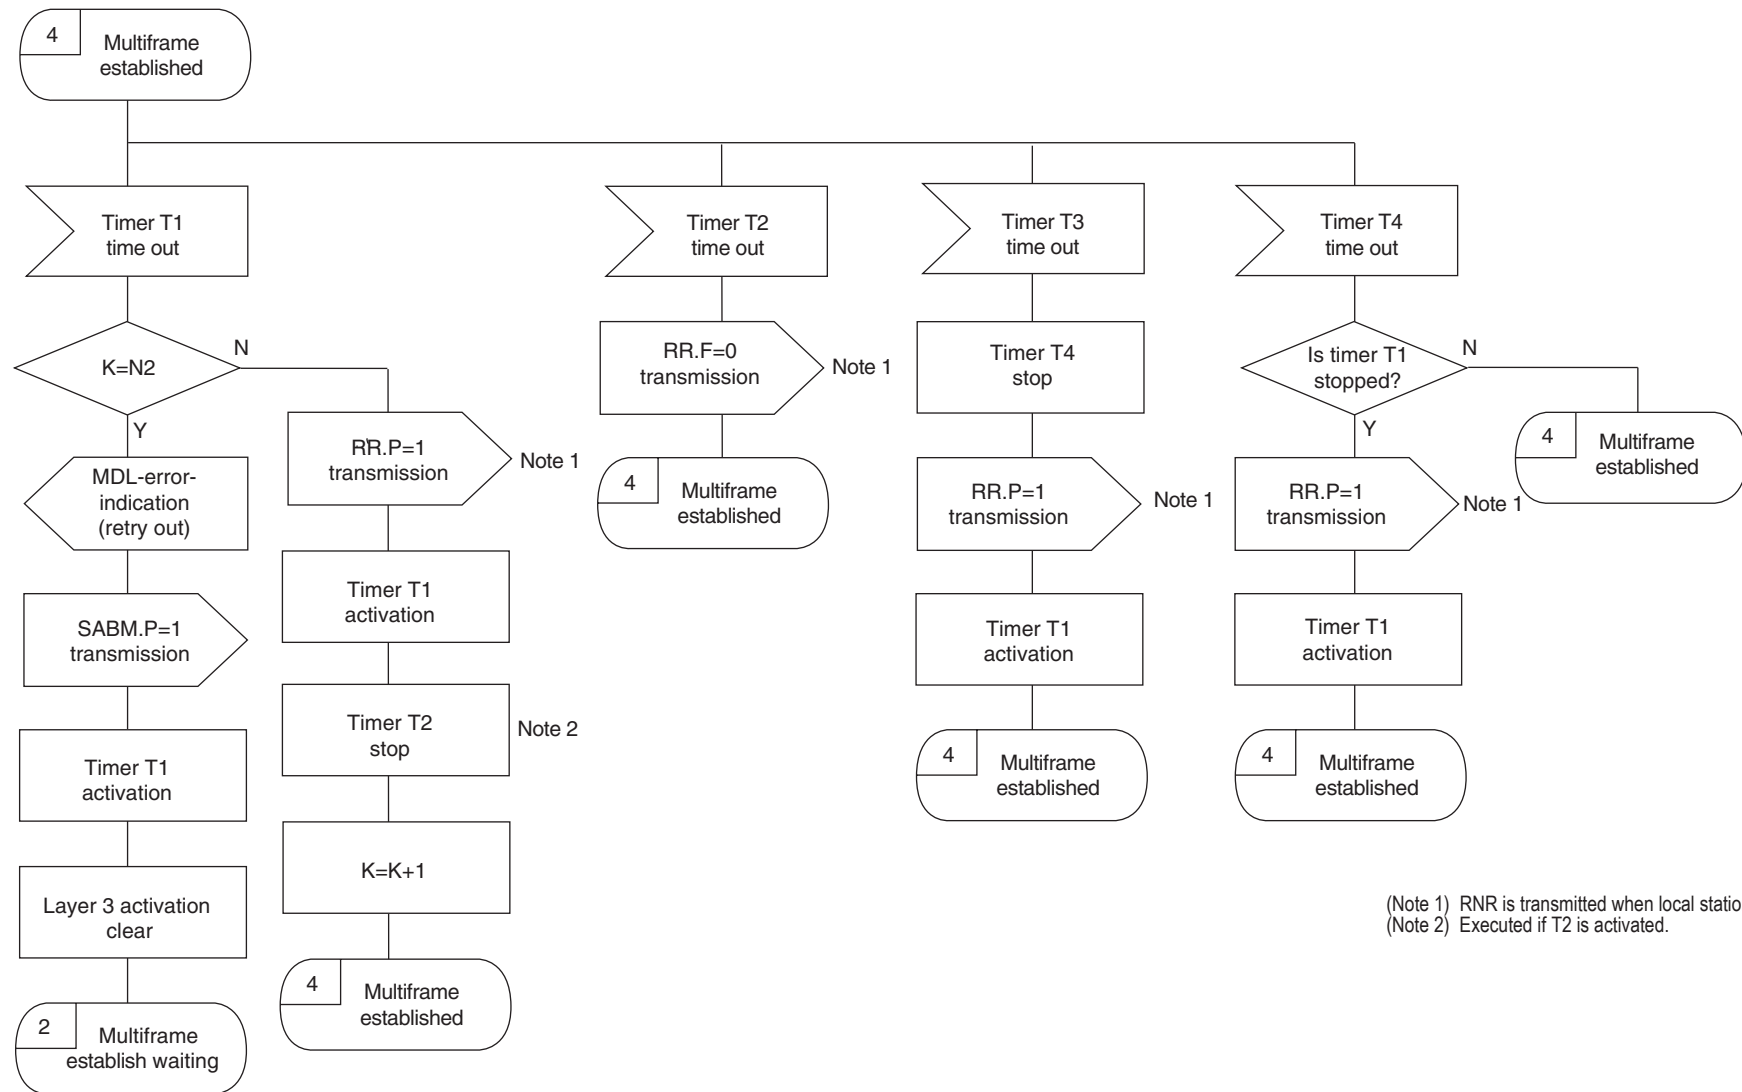 4
Multiframe
established
Timer T1
time out
K=N2
N
Y
MDL-error-
indication
(retry out)
SABM.P=1
transmission
Timer T1
activation
Layer 3 activation
clear
2
Multiframe
establish waiting
RR.P=1
transmission
Note 1
Timer T1
activation
Timer T2
stop
Note 2
K=K+1
4
Multiframe
established
Timer T2
time out
RR.F=0
transmission
Note 1
4
Multiframe
established
Timer T3
time out
Timer T4
stop
RR.P=1
transmission
Note 1
Timer T1
activation
4
Multiframe
established
Timer T4
time out
Is timer T1
stopped?
N
Y
4
Multiframe
established
RR.P=1
transmission
Note 1
Timer T1
activation
4
Multiframe
established
(Note 1) RNR is transmitted when local
(Note 2) Executed if T2 is activated.